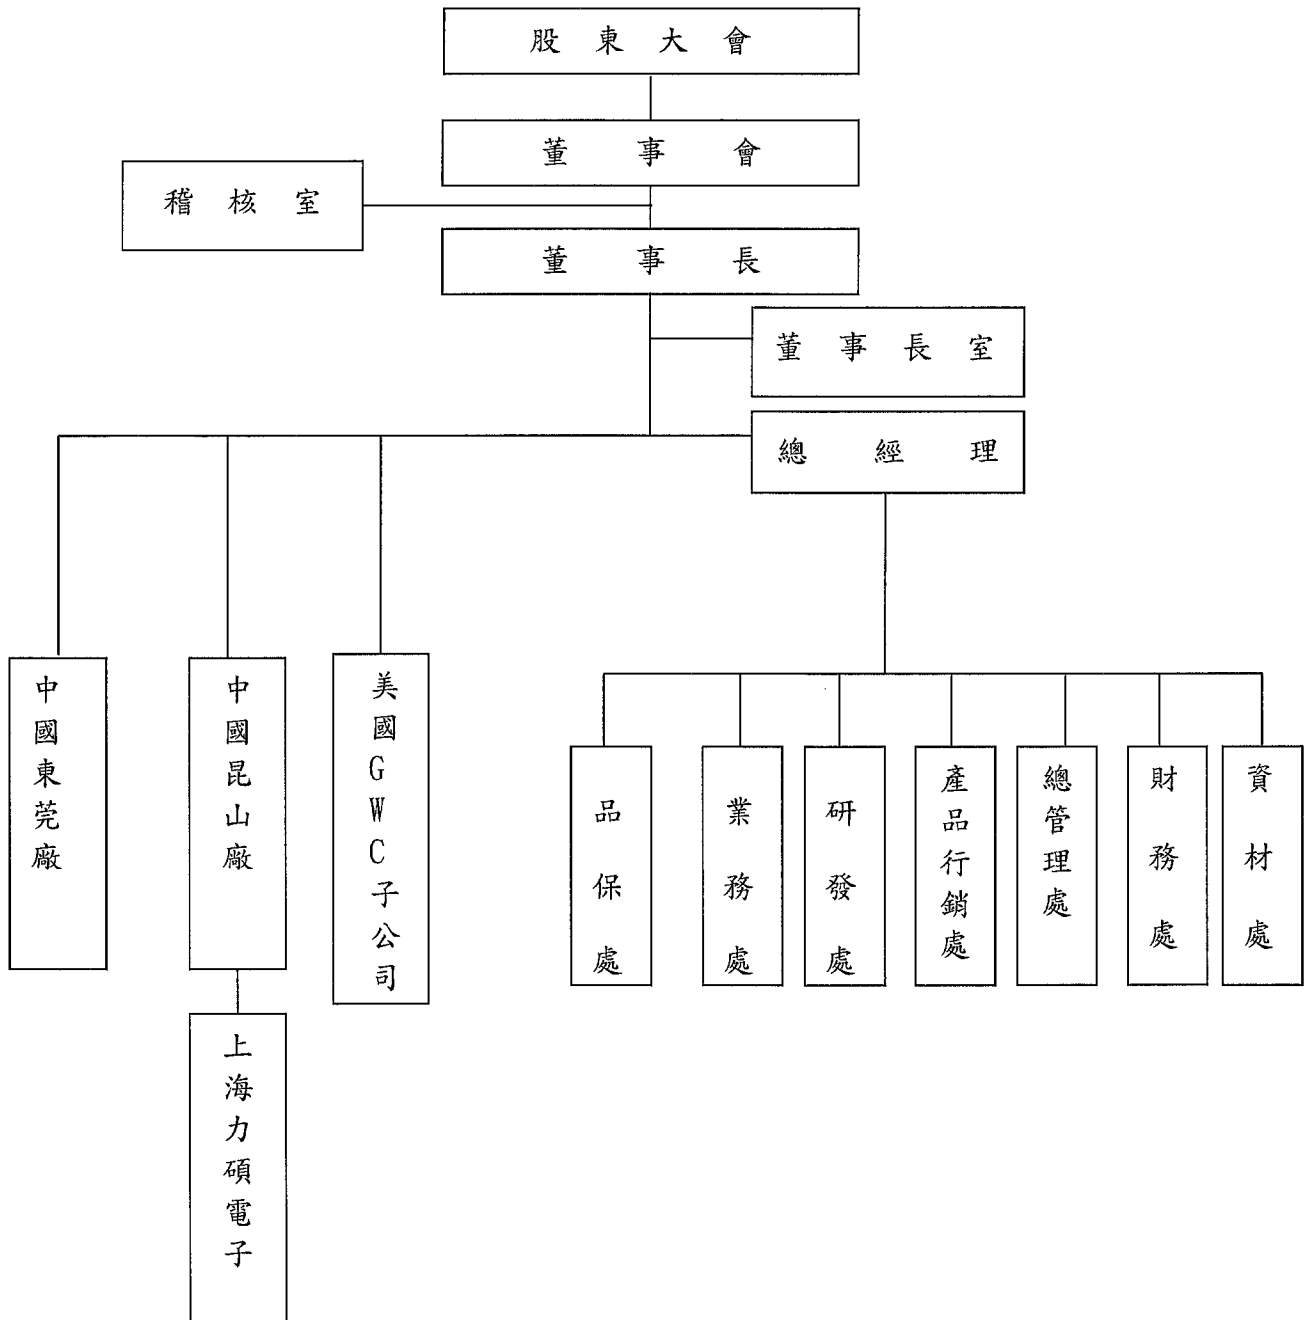 股東大會
董事會
稽核室
董事長
董事長室
總經理
中國東莞廠
中國昆山廠
美國GWC子公司
品保處
業務處
研發處
產品行銷處
總管理處
財務處
資材處
上海力碩電子